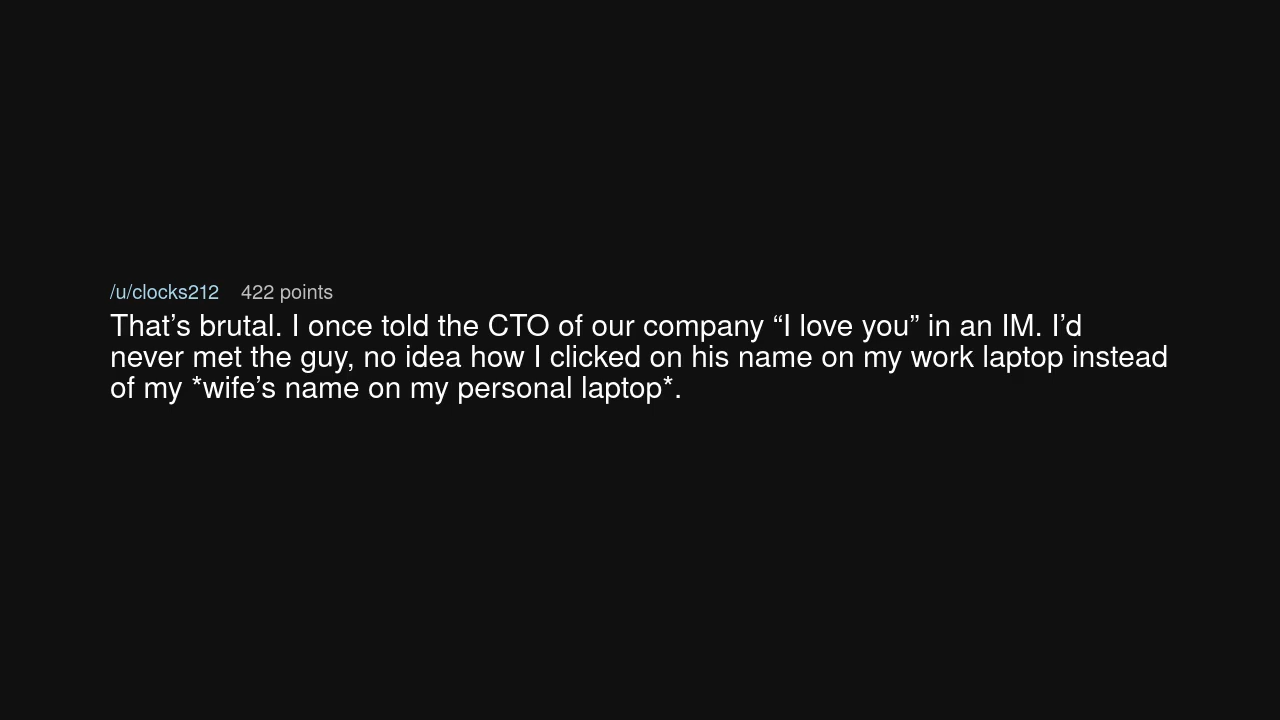 /u/clocks212 422 points
That’s brutal. I once told the CTO of our company “I love you” in an IM. I’d
never met the guy, no idea how I clicked on his name on my work laptop instead
of my *wife’s name on my personal laptop*.